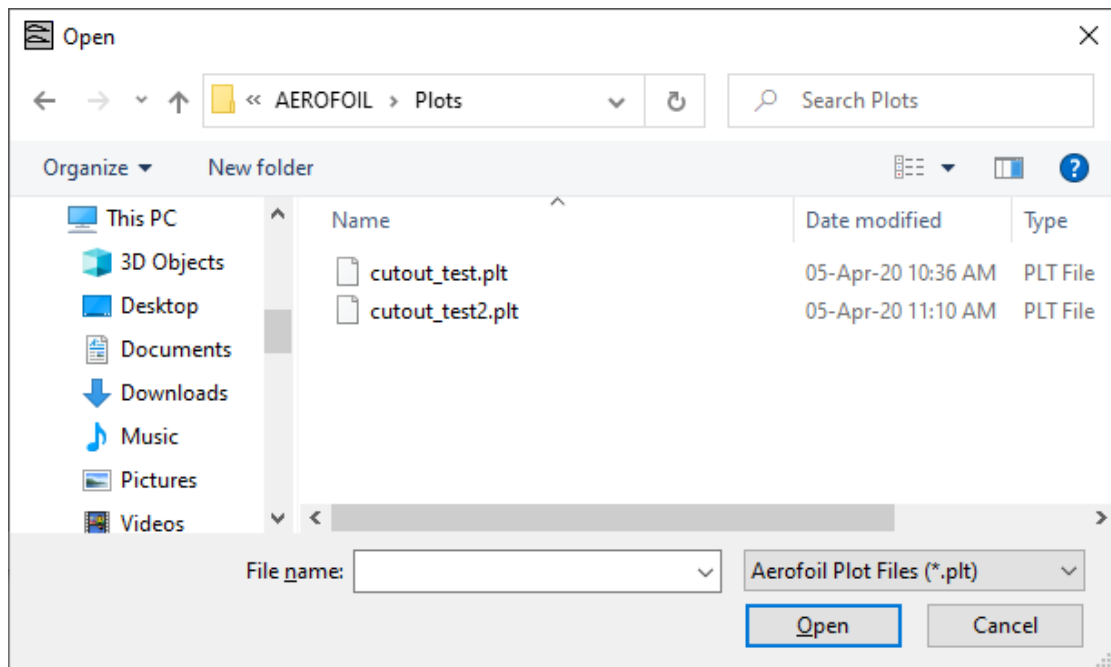 Open
« AEROFOIL > Plots
Search Plots
Organize
New folder
?
This PC
3D Objects
Desktop
Documents
Downloads
Music
Pictures
Videos
Name
Date modified
Type
cutout_test.plt
05-Apr-20 10:36 AM
PLT File
cutout_test2.plt
05-Apr-20 11:10 AM
PLT File
File name:
Aerofoil Plot Files (*.plt)
Open
Cancel